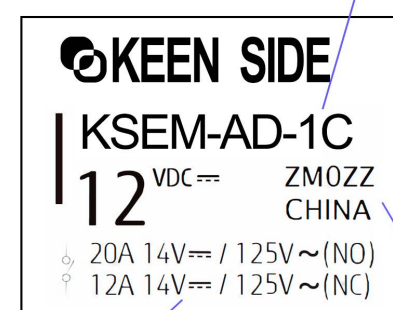 KEEN SIDE
KSEM-AD-1C
12 VDC⎓ ZM0ZZ
CHINA
20A 14V⎓ / 125V~(NO)
12A 14V⎓ / 125V~(NC)